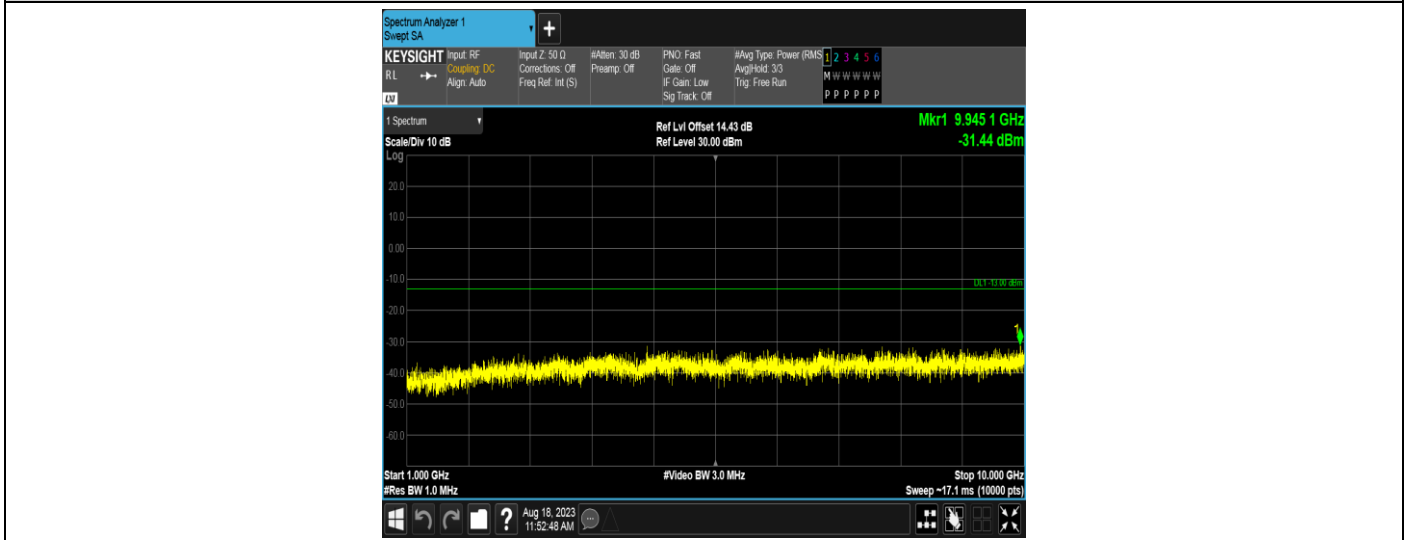 Spectrum Analyzer 1
Swept SA
+
KEYSIGHT Input: RF Input Z: 50 Ω #Atten: 30 dB PNO: Fast #Avg Type: Power (RMS 1 2 3 4 5 6
RL Coupling: DC Corrections: Off Preamp: Off Gate: Off Avg|Hold: 3/3 M W W W W W
Align: Auto Freq Ref: Int (S) IF Gain: Low Trig: Free Run P P P P P P
Sig Track: Off
LXI
1 Spectrum Ref Lvl Offset 14.43 dB Mkr1 9.945 1 GHz
Scale/Div 10 dB Ref Level 30.00 dBm -31.44 dBm
Log
20.0
10.0
0.00
-10.0
DL1 -13.00 dBm
-20.0
1
-30.0
-40.0
-50.0
-60.0
Start 1.000 GHz #Video BW 3.0 MHz Stop 10.000 GHz
#Res BW 1.0 MHz Sweep ~17.1 ms (10000 pts)
? Aug 18, 2023
11:52:48 AM